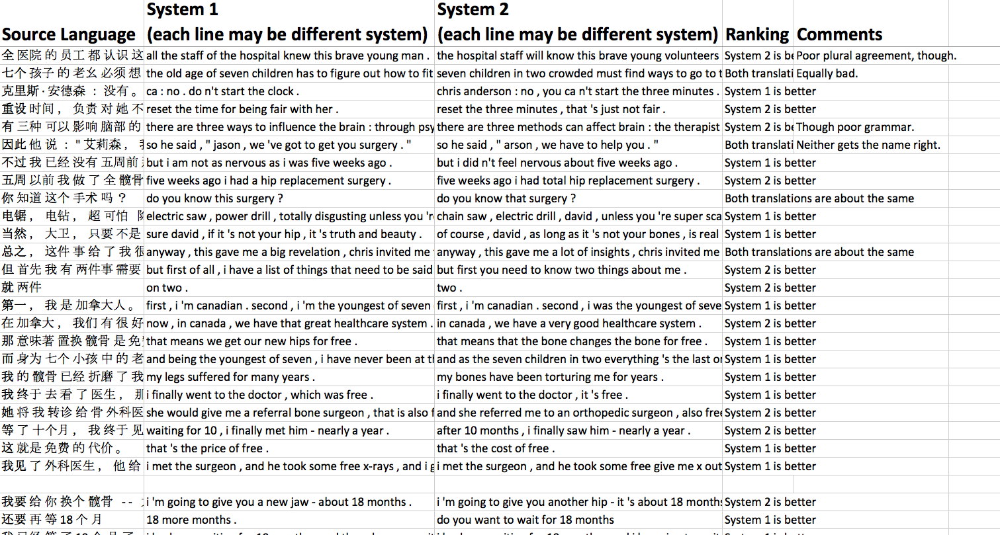 System 1 System 2
Source Language (each line may be different system) (each line may be different system) Ranking Comments
全 医院 的 员工 都 认识 这 all the staff of the hospital knew this brave young man . the hospital staff will know this brave young volunteers System 2 is be Poor plural agreement, though.
七个 孩子 的 老幺 必须 想 the old age of seven children has to figure out how to fit seven children in two crowded must find ways to go to t Both translati Equally bad.
克里斯·安德森 : 没有 。 ca : no . do n't start the clock . chris anderson : no , you ca n't start the three minutes . System 1 is better
重设 时间 ， 负责 对 她 不 reset the time for being fair with her . reset the three minutes , that 's just not fair . System 2 is better
有 三种 可以 影响 脑部 的 there are three ways to influence the brain : through psy there are three methods can affect brain : the therapist System 2 is be Though poor grammar.
因此 他 说 : " 艾莉森 ， so he said , " jason , we 've got to get you surgery . " so he said , " arson , we have to help you . " Both translati Neither gets the name right.
不过 我 已经 没有 五周 前 but i am not as nervous as i was five weeks ago . but i did n't feel nervous about five weeks ago . System 1 is better
五周 以前 我 做 了 全 髋骨 five weeks ago i had a hip replacement surgery . five weeks ago i had total hip replacement surgery . System 2 is better
你 知道 这个 手术 吗 ？ do you know this surgery ? do you know that surgery ? Both translations are about the same
电锯 ， 电钻 ， 超 可怕 electric saw , power drill , totally disgusting unless you 're chain saw , electric drill , david , unless you 're super sca System 1 is better
当然 ， 大卫 ， 只要 不是 sure david , if it 's not your hip , it 's truth and beauty . of course , david , as long as it 's not your bones , is real System 1 is better
总之 ， 这 件 事 给 了 我 很 anyway , this gave me a big revelation , chris invited me anyway , this gave me a lot of insights , chris invited me Both translations are about the same
但 首先 我 有 两件事 需要 but first of all , i have a list of things that need to be said but first you need to know two things about me . System 2 is better
就 两件 on two . two . System 2 is better
第一 ， 我 是 加拿大人 。 first , i 'm canadian . second , i 'm the youngest of seven first , i 'm canadian . second , i was the youngest of seve System 1 is better
在 加拿大 ， 我们 有 很 好 now , in canada , we have that great healthcare system . in canada , we have a very good healthcare system . System 2 is better
那 意味著 置换 髋骨 是 免 that means we get our new hips for free . that means that the bone changes the bone for free . System 1 is better
而 身为 七个 小孩 中 的 老 and being the youngest of seven , i have never been at th and as the seven children in two everything 's the last or System 1 is better
我 的 髋骨 已经 折磨 了 我 my legs suffered for many years . my bones have been torturing me for years . System 1 is better
我 终于 去 看 了 医生 ， 那 i finally went to the doctor , which was free . i finally went to the doctor , it 's free . System 1 is better
她 将 我 转诊 给 骨 外科医 she would give me a referral bone surgeon , that is also f and she referred me to an orthopedic surgeon , also free System 2 is better
等 了 十个月 ， 我 终于 见 waiting for 10 , i finally met him - nearly a year . after 10 months , i finally saw him - nearly a year . System 2 is better
这 就是 免费 的 代价 。 that 's the price of free . that 's the cost of free . System 1 is better
我见 了 外科医生 ， 他 给 i met the surgeon , and he took some free x-rays , and i g i met the surgeon , and he took some free give me x out System 1 is better
我要 给 你 换个 髋骨 -- i 'm going to give you a new jaw - about 18 months . i 'm going to give you another hip - it 's about 18 months System 2 is better
还要 再 等 18 个 月 18 more months . do you want to wait for 18 months System 1 is better